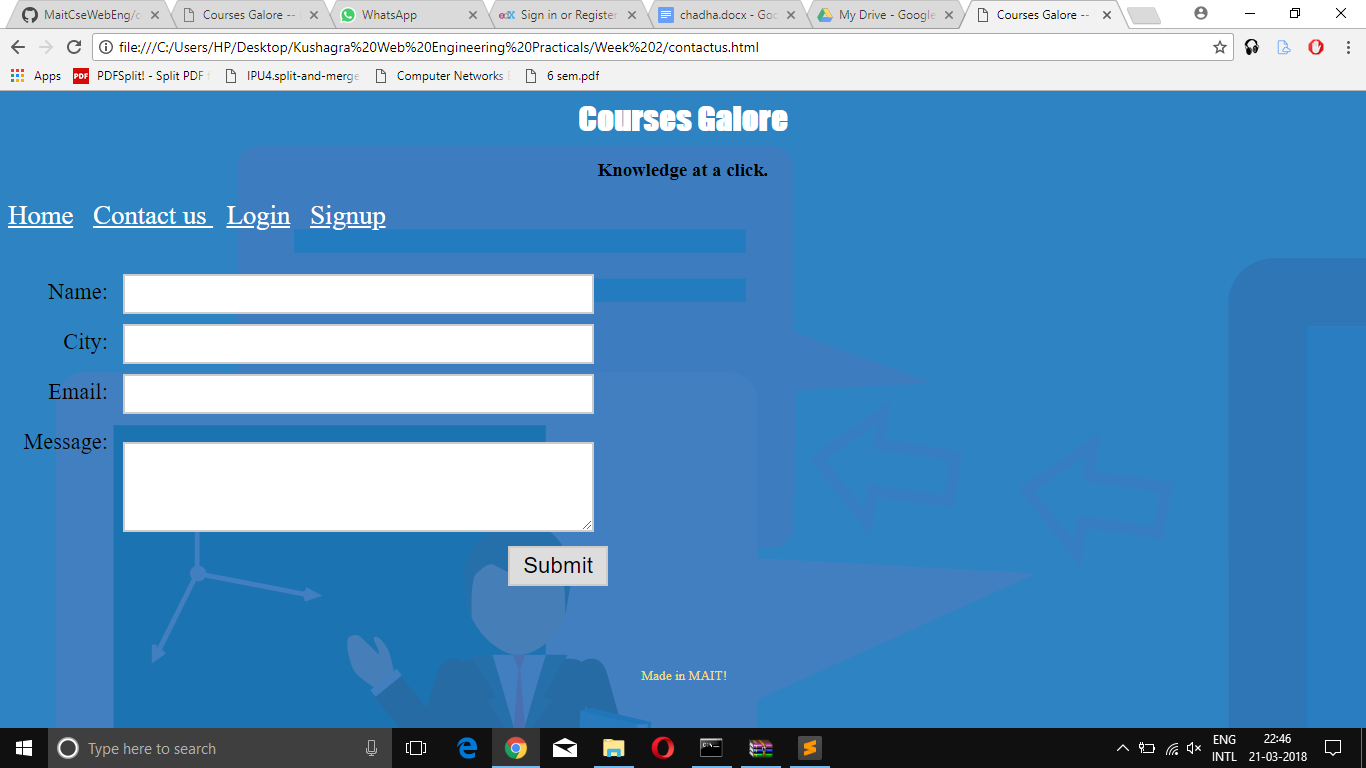 MaitCseWebEng/c Courses Galore -- WhatsApp Sign in or Register chadha.docx - Goo My Drive - Google Courses Galore --
file:///C:/Users/HP/Desktop/Kushagra%20Web%20Engineering%20Practicals/Week%202/contactus.html
Apps PDF PDFSplit! - Split PDF f IPU4.split-and-merge Computer Networks 6 sem.pdf
Courses Galore
Knowledge at a click.
Home Contact us Login Signup
Name:
City:
Email:
Message:
Submit
Made in MAIT!
Type here to search
ENG 22:46
INTL 21-03-2018